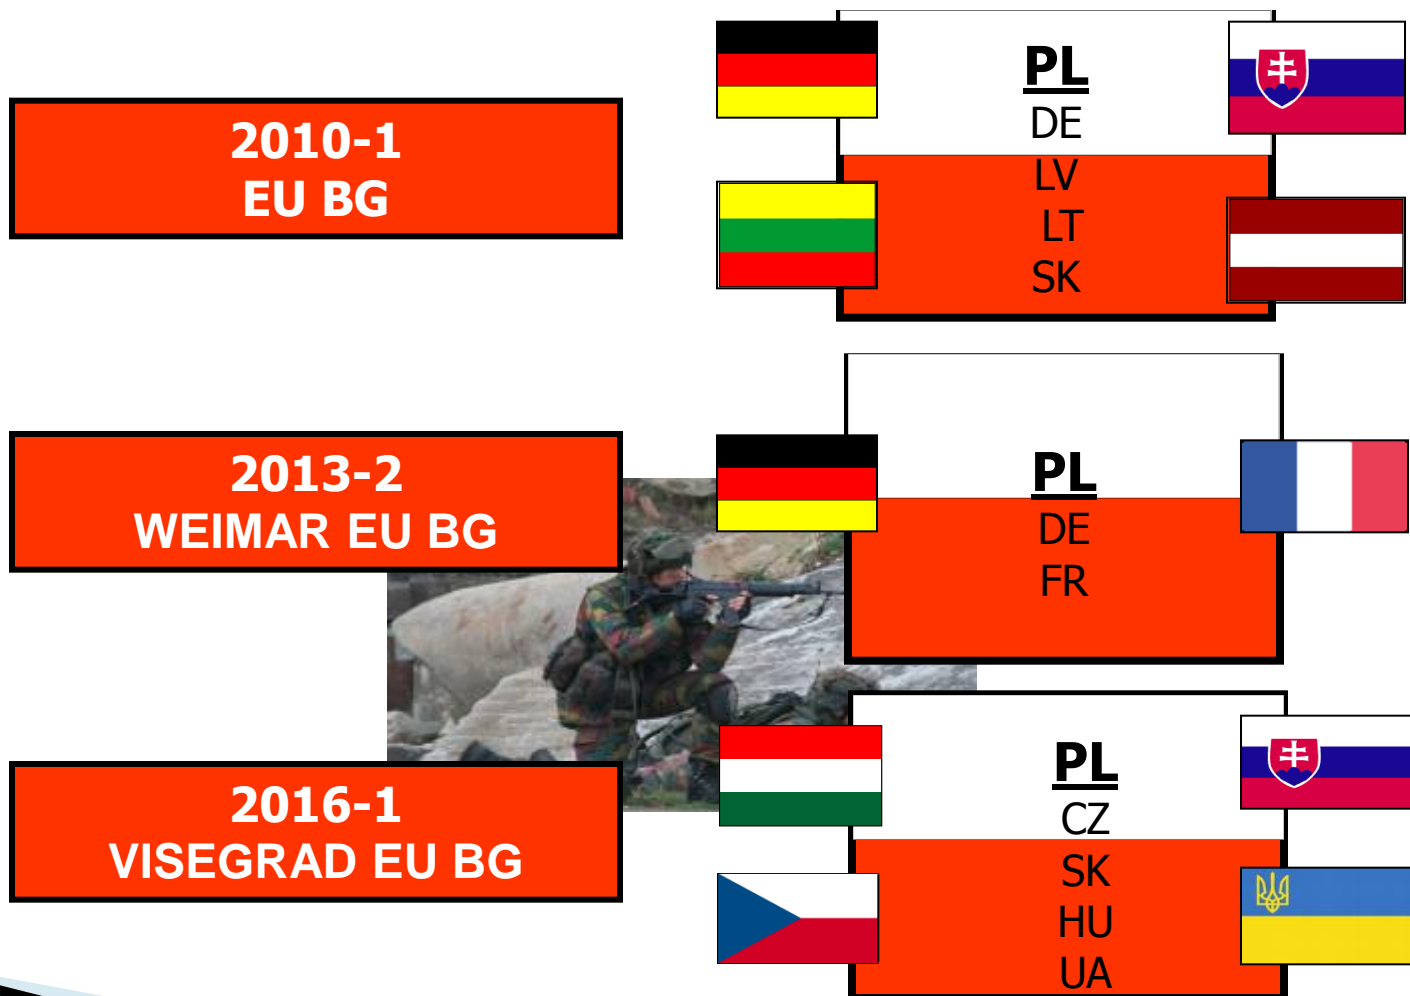 2010-1
EU BG
PL
DE
LV
LT
SK
2013-2
WEIMAR EU BG
PL
DE
FR
2016-1
VISEGRAD EU BG
PL
CZ
SK
HU
UA